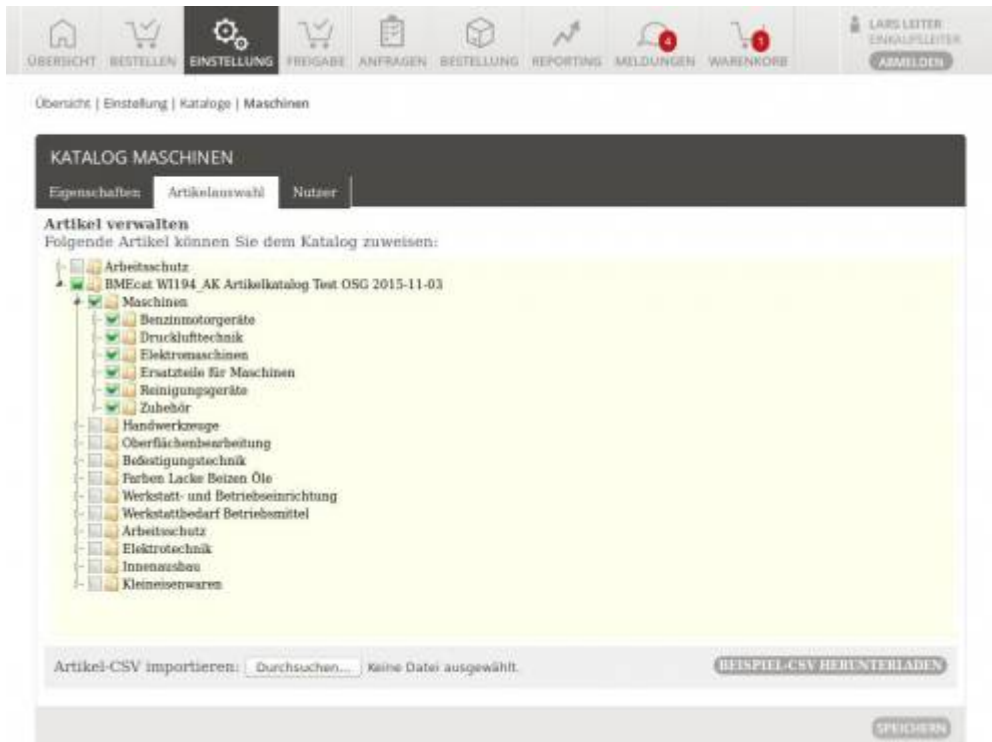 ÜBERSICHT BESTELLEN EINSTELLUNG FREIGABE ANFRAGEN BESTELLUNG REPORTING MELDUNGEN 4 WARENKORB 3
LARS LEITER
EINKAUFSLEITER
ABMELDEN
Übersicht | Einstellung | Kataloge | Maschinen
KATALOG MASCHINEN
Eigenschaften Artikelauswahl Nutzer
Artikel verwalten
Folgende Artikel können Sie dem Katalog zuweisen:
Arbeitsschutz
BMEcat WI194_AK Artikelkatalog Test OSG 2015-11-03
Maschinen
Benzinmotorgeräte
Drucklufttechnik
Elektromaschinen
Ersatzteile für Maschinen
Reinigungsgeräte
Zubehör
Handwerkzeuge
Oberflächenbearbeitung
Befestigungstechnik
Farben Lacke Beizen Öle
Werkstatt- und Betriebseinrichtung
Werkstattbedarf Betriebsmittel
Arbeitsschutz
Elektrotechnik
Innenausbau
Kleineisenwaren
Artikel-CSV importieren: Durchsuchen... Keine Datei ausgewählt. BEISPIEL-CSV HERUNTERLADEN
SPEICHERN